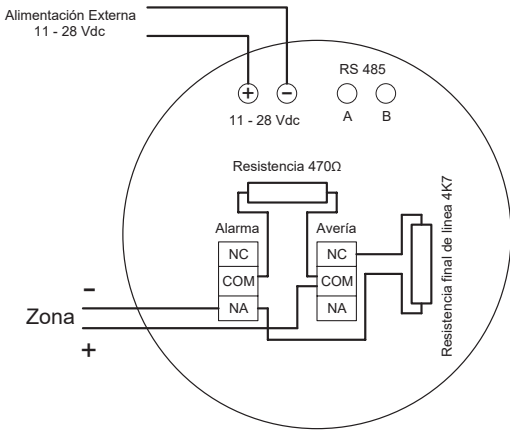 Alimentación Externa
11 - 28 Vdc
+
−
11 - 28 Vdc
RS 485
A
B
Resistencia 470Ω
Alarma
NC
COM
NA
Avería
NC
COM
NA
Resistencia final de linea 4K7
−
Zona
+